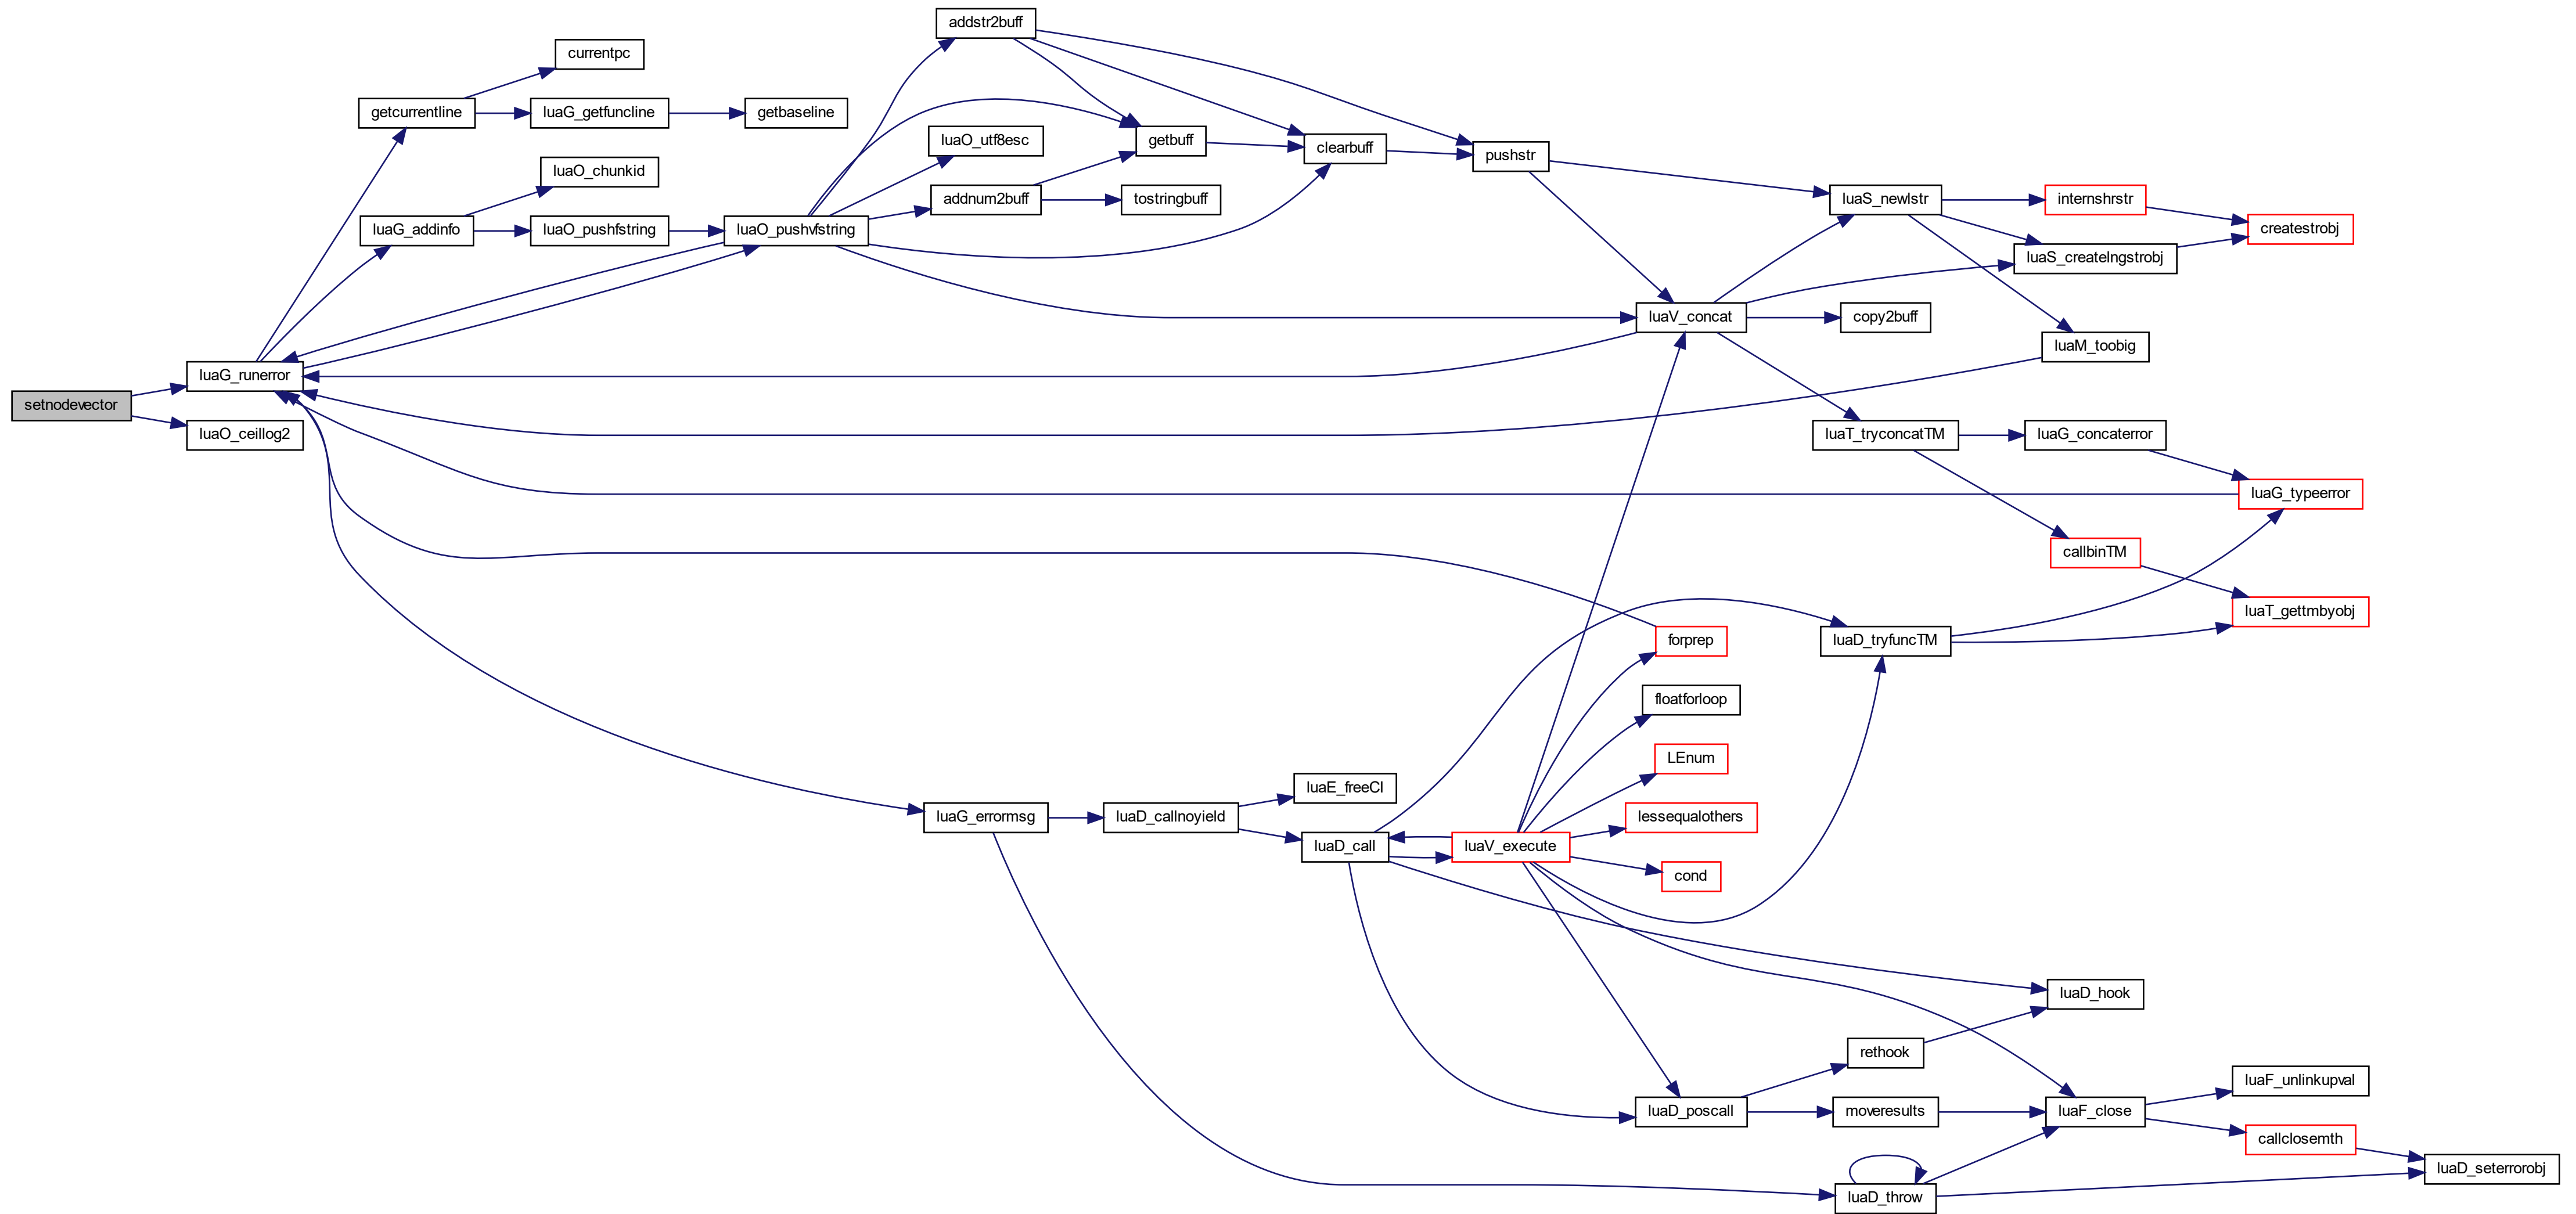 addstr2buff
currentpc
getcurrentline
luaG_getfuncline
getbaseline
luaO_utf8esc
getbuff
clearbuff
pushstr
luaO_chunkid
addnum2buff
tostringbuff
luaS_newlstr
internshrstr
createstrobj
luaG_addinfo
luaO_pushfstring
luaO_pushvfstring
luaS_createlngstrobj
luaV_concat
copy2buff
luaM_toobig
luaG_runerror
setnodevector
luaO_ceillog2
luaT_tryconcatTM
luaG_concaterror
luaG_typeerror
callbinTM
luaT_gettmbyobj
forprep
luaD_tryfuncTM
floatforloop
LEnum
luaE_freeCI
luaG_errormsg
luaD_callnoyield
lessequalothers
luaD_call
luaV_execute
cond
luaD_hook
rethook
luaF_unlinkupval
luaD_poscall
moveresults
luaF_close
callclosemth
luaD_seterrorobj
luaD_throw